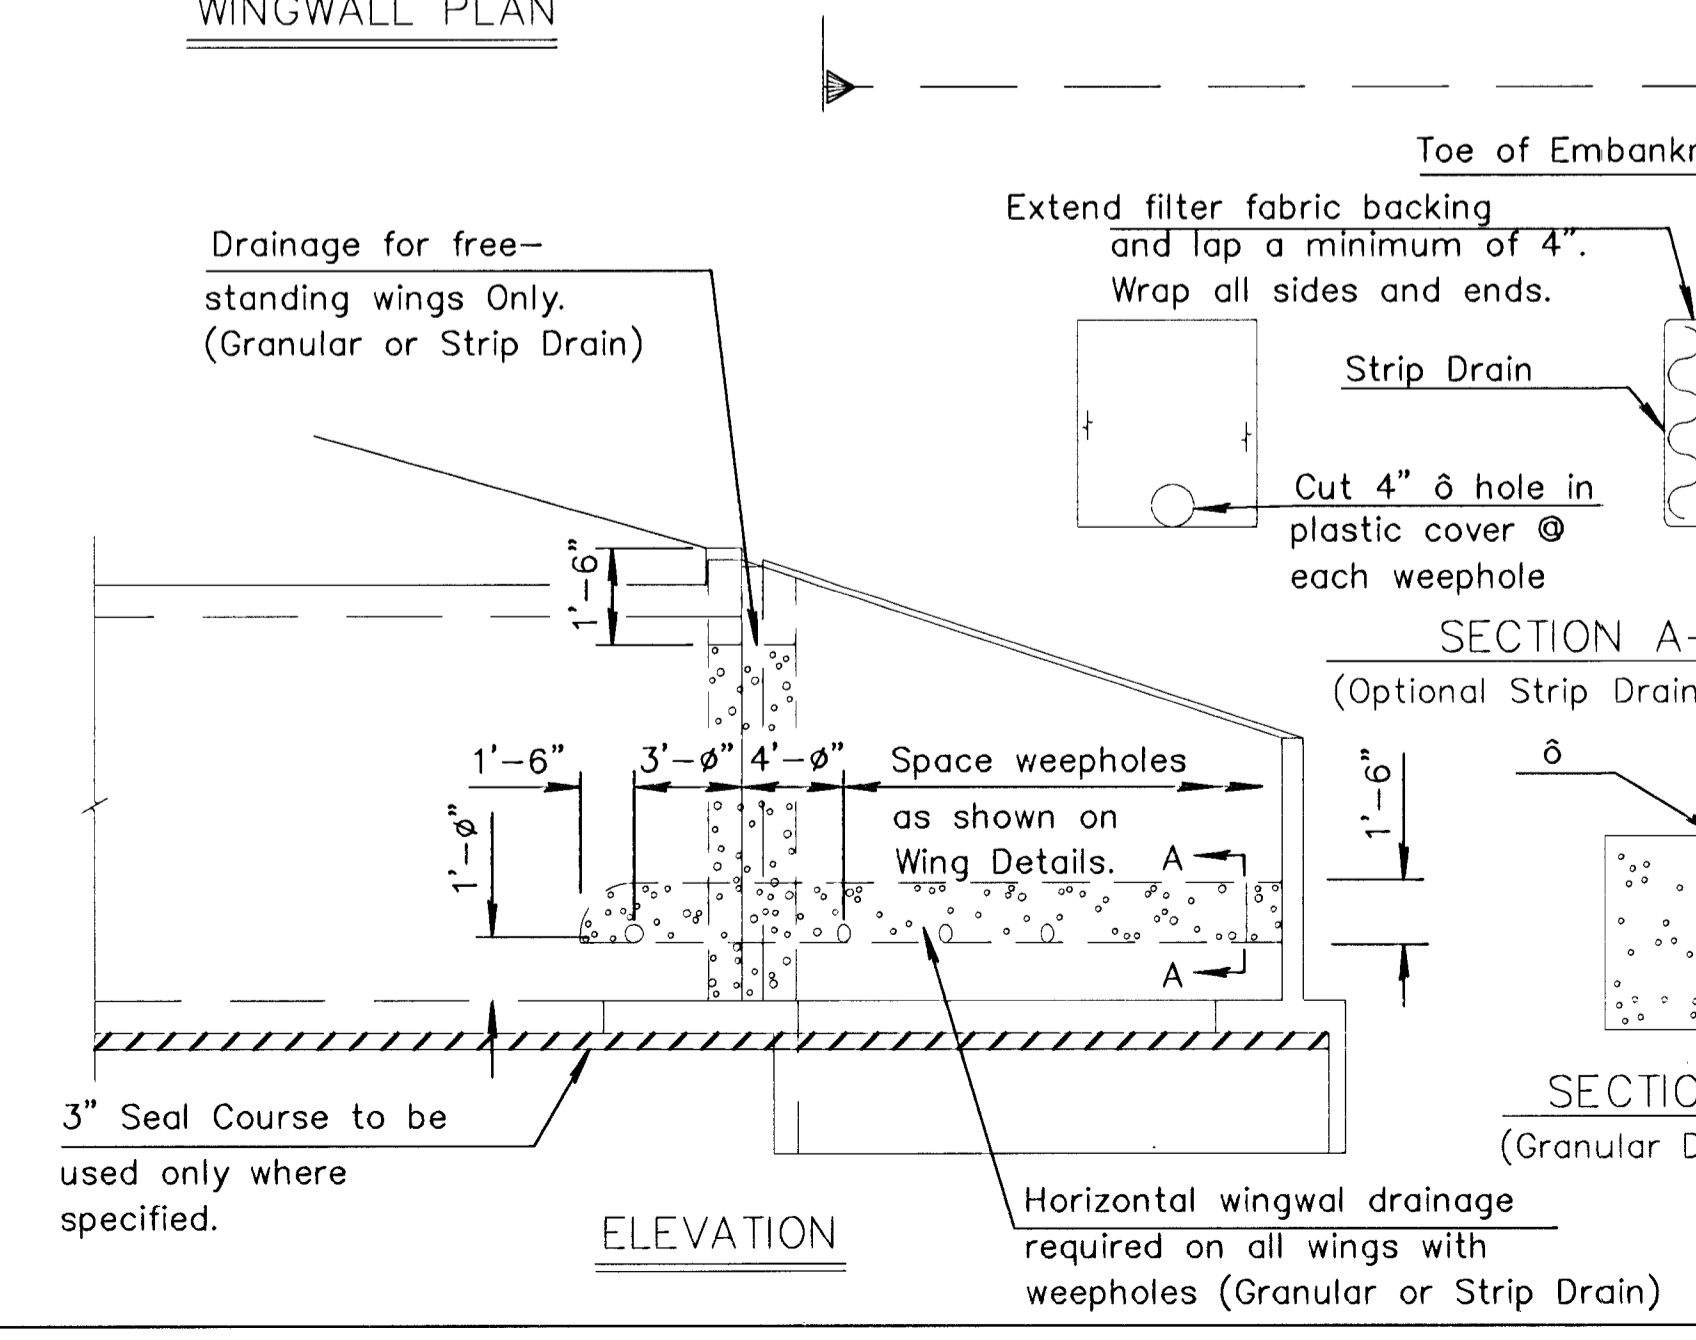 WINGWALL PLAN
Toe of Embankr
Extend filter fabric backing
and lap a minimum of 4".
Wrap all sides and ends.
Drainage for free–
standing wings Only.
(Granular or Strip Drain)
Strip Drain
Cut 4" ô hole in
plastic cover @
each weephole
1'–6"
SECTION A-
(Optional Strip Drain
1'–6"
3'–ø"
4'–ø"
Space weepholes
as shown on
Wing Details.
1'–ø"
A
A
1'–6"
ô
3" Seal Course to be
used only where
specified.
SECTIO
(Granular D
ELEVATION
Horizontal wingwal drainage
required on all wings with
weepholes (Granular or Strip Drain)